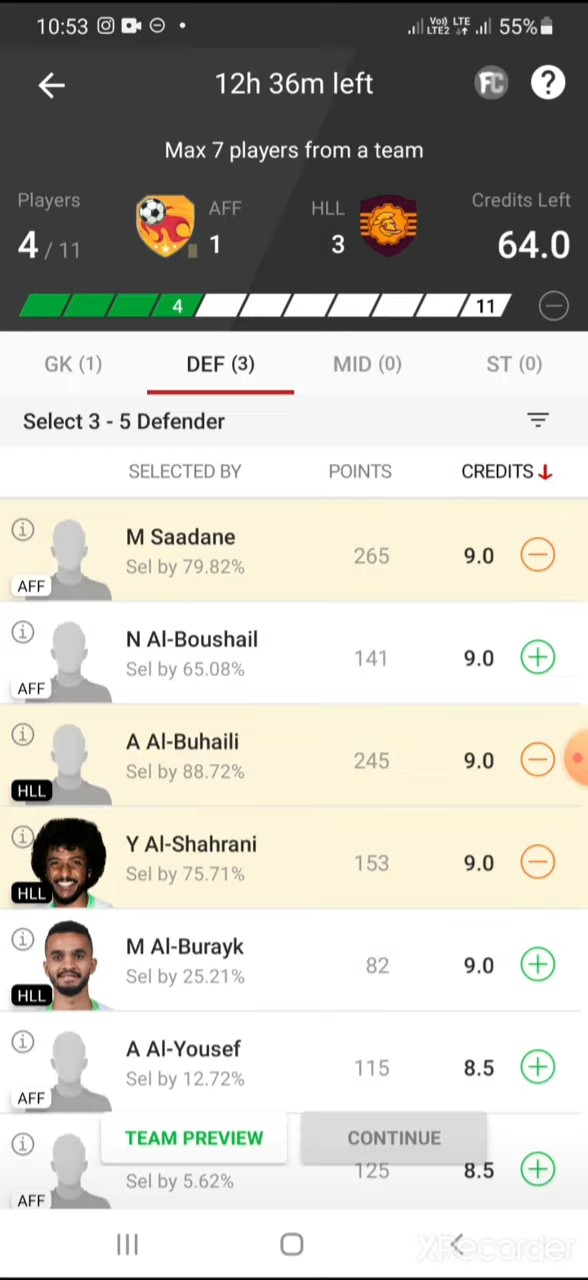 10:53 Vo) LTE LTE2 55%
12h 36m left FC ?
Max 7 players from a team
Players AFF HLL Credits Left
4 / 11 1 3 64.0
4 11
GK (1) DEF (3) MID (0) ST (0)
Select 3 - 5 Defender
SELECTED BY POINTS CREDITS
M Saadane
Sel by 79.82% 265 9.0
AFF
N Al-Boushail
Sel by 65.08% 141 9.0
AFF
A Al-Buhaili
Sel by 88.72% 245 9.0
HLL
Y Al-Shahrani
Sel by 75.71% 153 9.0
HLL
M Al-Burayk
Sel by 25.21% 82 9.0
HLL
A Al-Yousef
Sel by 12.72% 115 8.5
AFF
TEAM PREVIEW CONTINUE
Sel by 5.62% 125 8.5
AFF
XRecorder